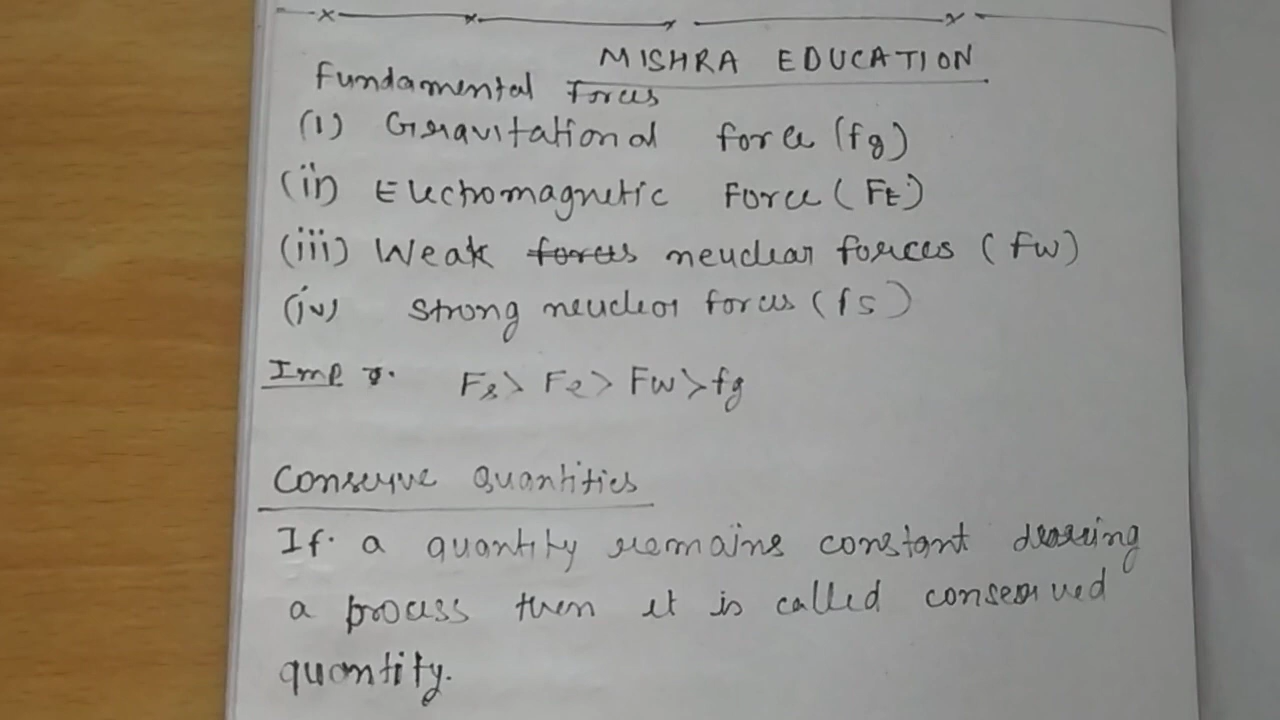 MISHRA EDUCATION
Fundamental Forces
(i) Gravitational force (fg)
(ii) Electromagnetic Force (FE)
(iii) Weak forces neuclear forces (fw)
(iv) Strong neuclear forces (fs)
Imp Fs > Fe > Fw > fg
Conserve Quantities
If a quantity remains constant during
a process then it is called conserved
quantity.